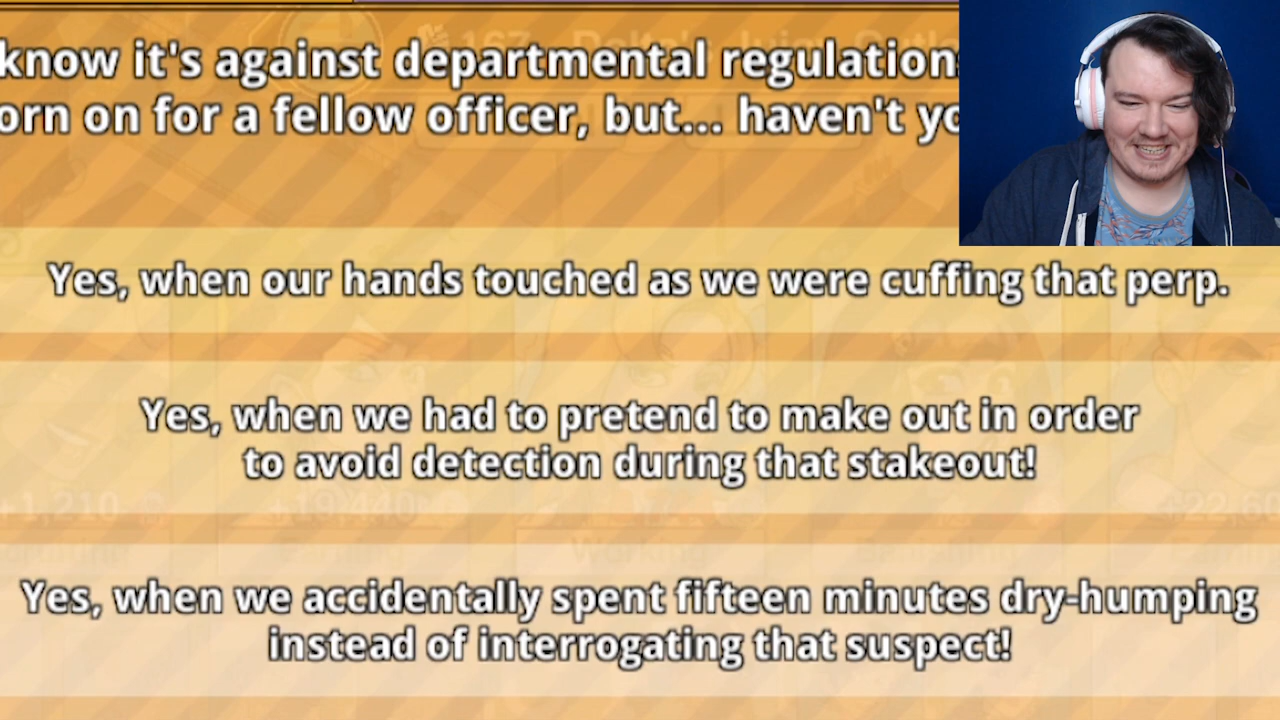 know it's against departmental regulation
orn on for a fellow officer, but... haven't yo
Yes, when our hands touched as we were cuffing that perp.
Yes, when we had to pretend to make out in order
to avoid detection during that stakeout!
Yes, when we accidentally spent fifteen minutes dry-humping
instead of interrogating that suspect!